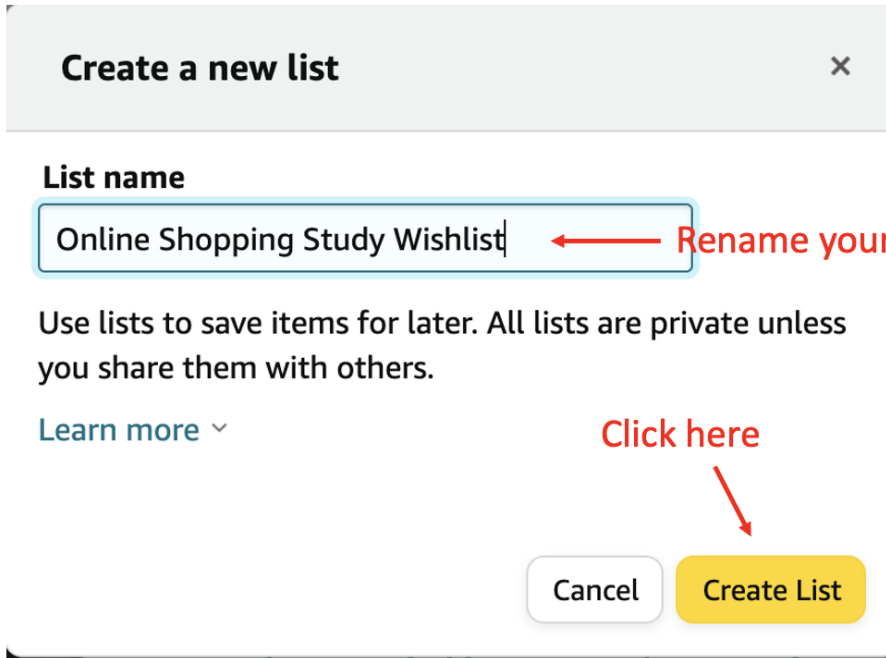 Create a new list ×
List name
Online Shopping Study Wishlist
Rename your
Use lists to save items for later. All lists are private unless
you share them with others.
Learn more
Click here
Cancel
Create List